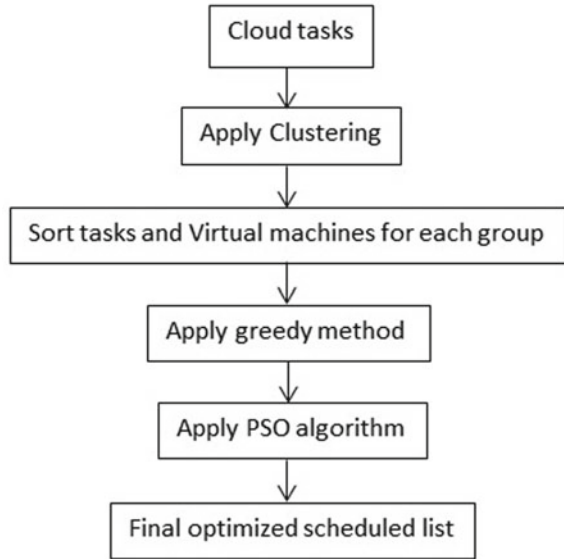 Cloud tasks
Apply Clustering
Sort tasks and Virtual machines for each group
Apply greedy method
Apply PSO algorithm
Final optimized scheduled list